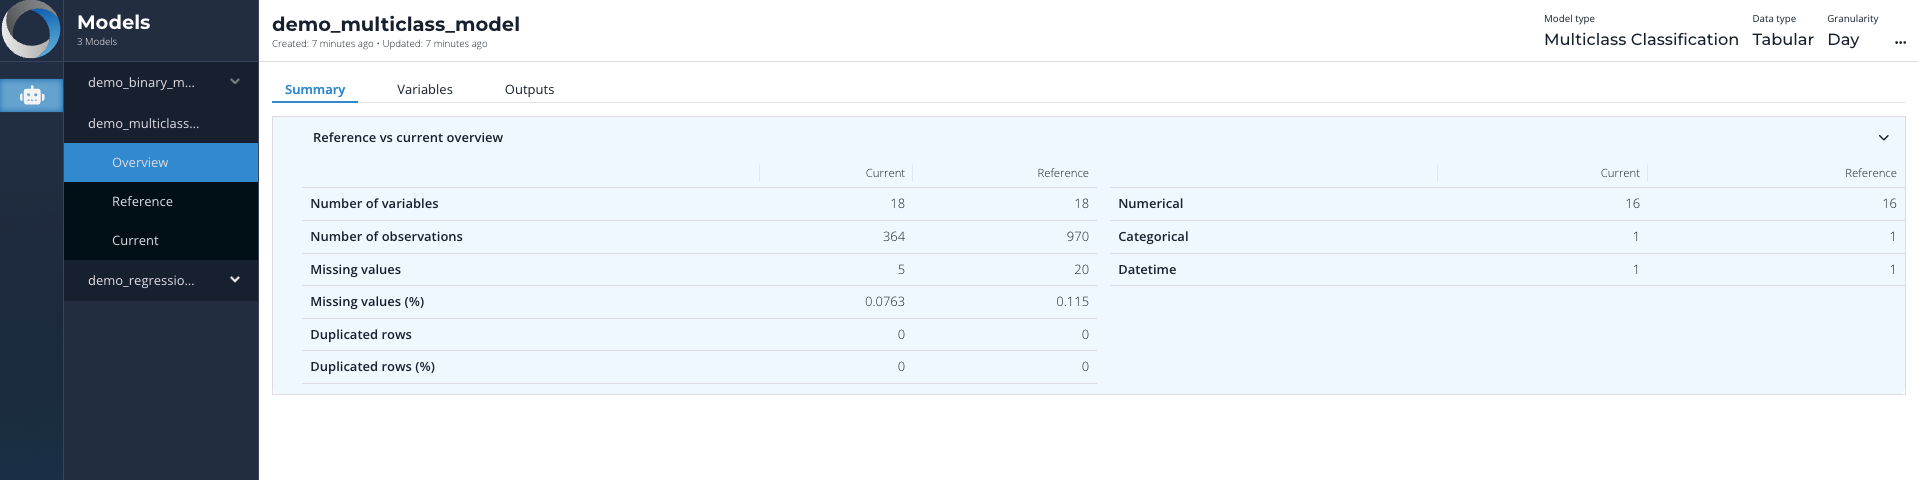 Models
3 Models
demo_binary_m...
demo_multiclass...
Overview
Reference
Current
demo_regressio...
demo_multiclass_model
Created: 7 minutes ago • Updated: 7 minutes ago
Model type Data type Granularity
Multiclass Classification Tabular Day ...
Summary Variables Outputs
Reference vs current overview
Current Reference
Number of variables 18 18
Number of observations 364 970
Missing values 5 20
Missing values (%) 0.0763 0.115
Duplicated rows 0 0
Duplicated rows (%) 0 0
Current Reference
Numerical 16 16
Categorical 1 1
Datetime 1 1